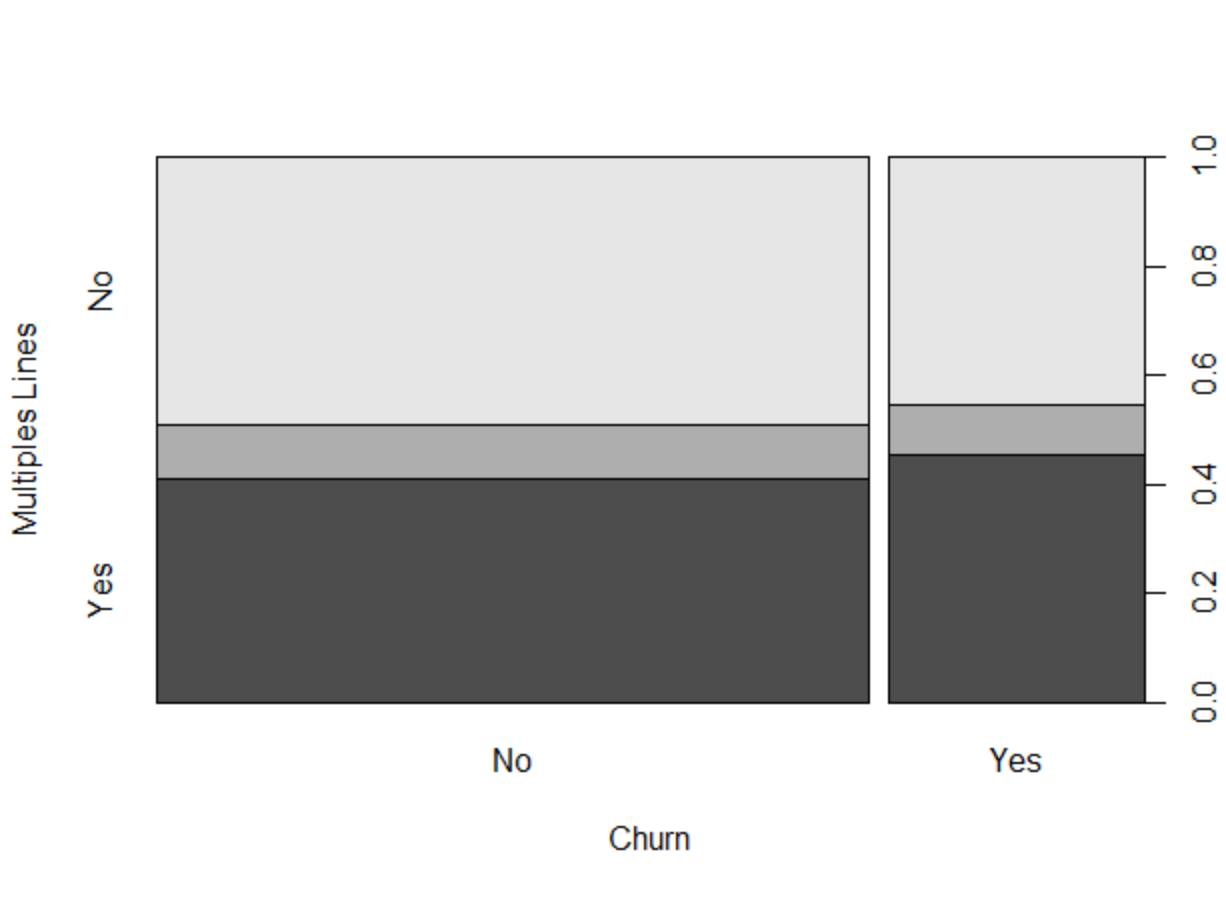 Multiples Lines
No
Yes
1.0
0.8
0.6
0.4
0.2
0.0
No
Yes
Churn